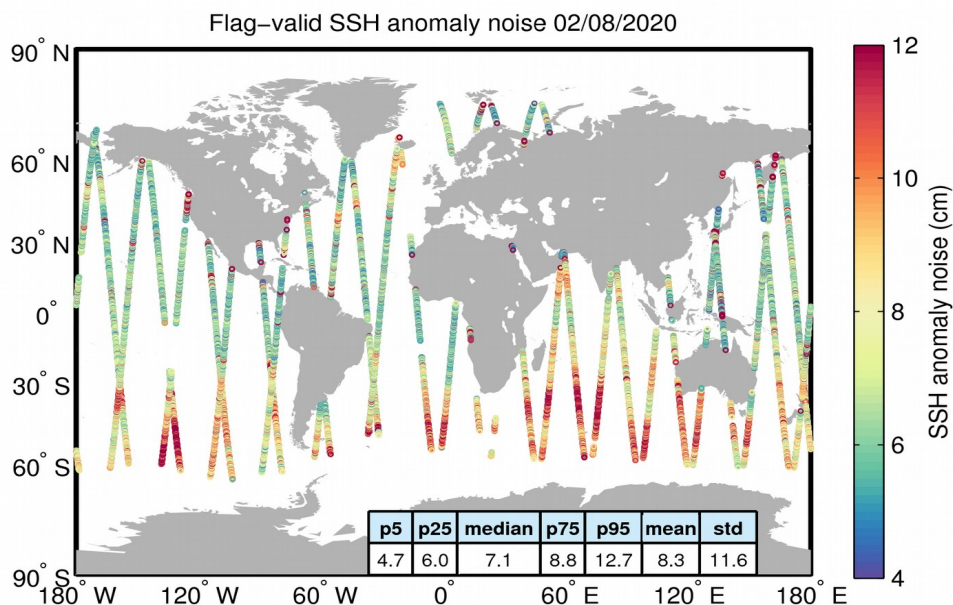 Flag−valid SSH anomaly noise 02/08/2020
90° N
60° N
30° N
0°
30° S
60° S
90° S
180° W
120° W
60° W
0°
60° E
120° E
180° E
12
10
8
6
4
SSH anomaly noise (cm)
p5 p25 median p75 p95 mean std
4.7 6.0 7.1 8.8 12.7 8.3 11.6